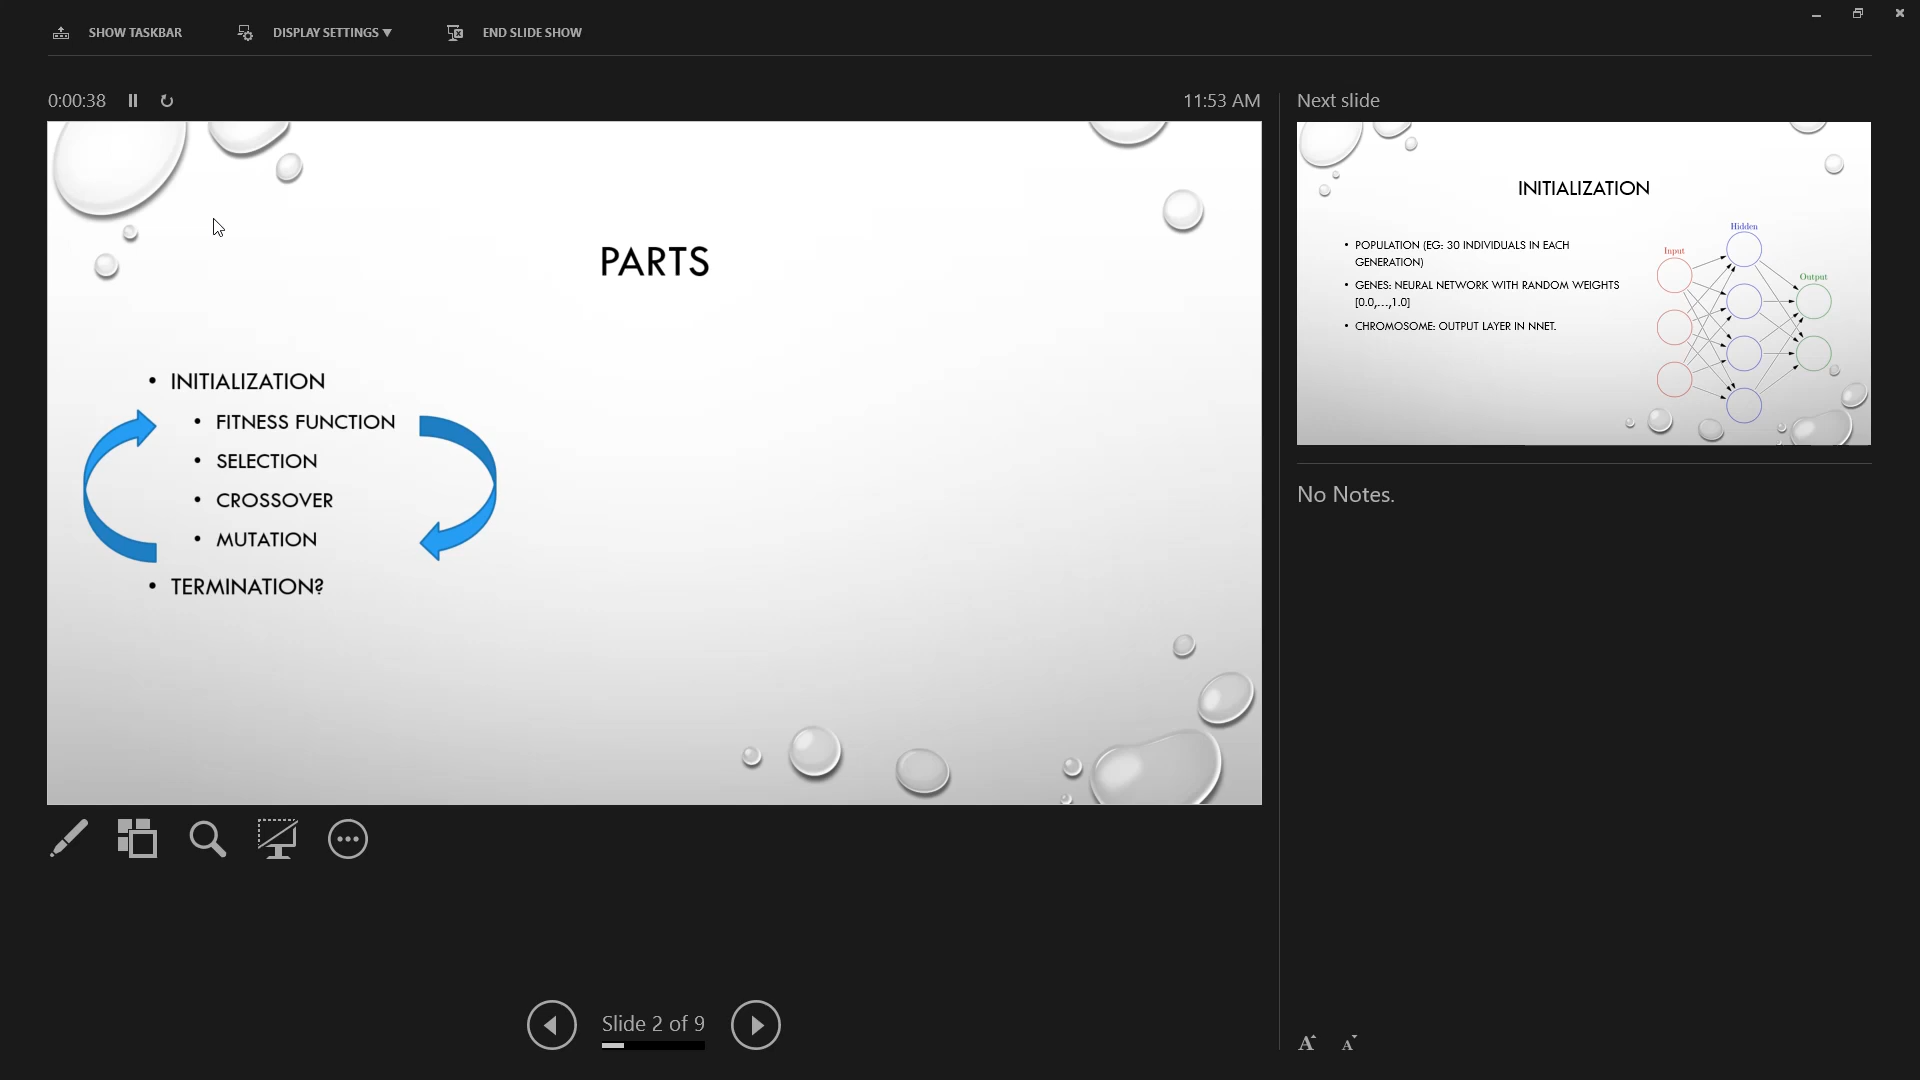 SHOW TASKBAR
DISPLAY SETTINGS ▼
END SLIDE SHOW
0:00:38
11:53 AM
PARTS
• INITIALIZATION
• FITNESS FUNCTION
• SELECTION
• CROSSOVER
• MUTATION
• TERMINATION?
Slide 2 of 9
Next slide
INITIALIZATION
• POPULATION (EG: 30 INDIVIDUALS IN EACH
GENERATION)
• GENES: NEURAL NETWORK WITH RANDOM WEIGHTS
[0.0,...,1.0]
• CHROMOSOME: OUTPUT LAYER IN NNET.
Input
Hidden
Output
No Notes.
A A